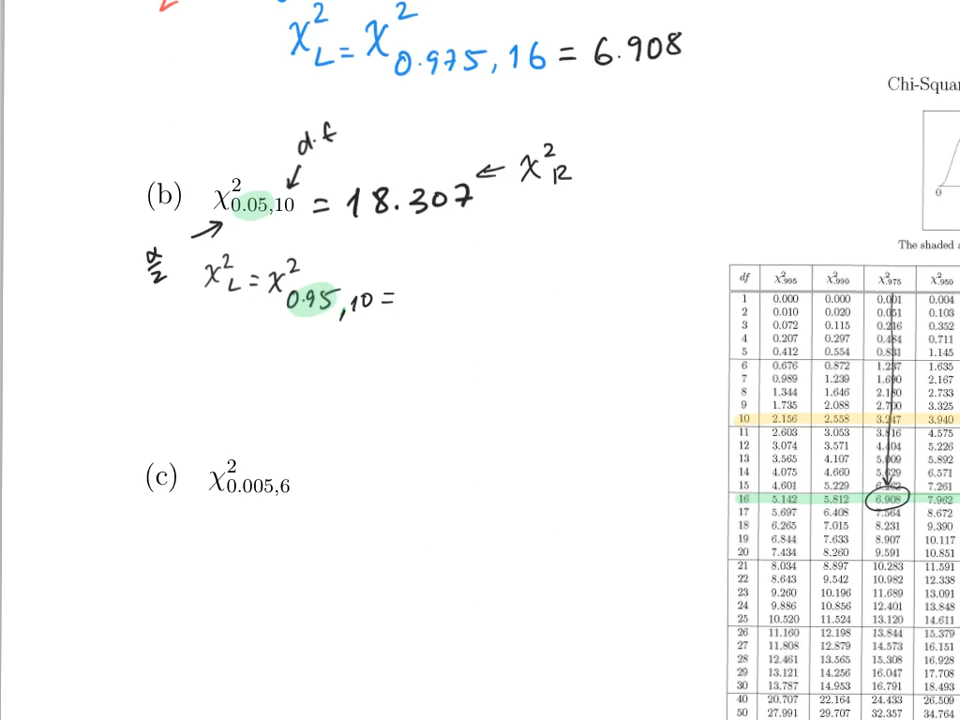 χ²L = χ²0.975, 16 = 6.908
Chi-Squar
d.f
(b) χ²0.05,10 = 18.307 ← χ²R
0
The shaded a
α/2 χ²L = χ²0.95, 10 =
(c) χ²0.005,6
df χ².995 χ².990 χ².975 χ².950
1 0.000 0.000 0.001 0.004
2 0.010 0.020 0.051 0.103
3 0.072 0.115 0.216 0.352
4 0.207 0.297 0.484 0.711
5 0.412 0.554 0.831 1.145
6 0.676 0.872 1.237 1.635
7 0.989 1.239 1.690 2.167
8 1.344 1.646 2.180 2.733
9 1.735 2.088 2.700 3.325
10 2.156 2.558 3.247 3.940
11 2.603 3.053 3.816 4.575
12 3.074 3.571 4.404 5.226
13 3.565 4.107 5.009 5.892
14 4.075 4.660 5.629 6.571
15 4.601 5.229 6.262 7.261
16 5.142 5.812 6.908 7.962
17 5.697 6.408 7.564 8.672
18 6.265 7.015 8.231 9.390
19 6.844 7.633 8.907 10.117
20 7.434 8.260 9.591 10.851
21 8.034 8.897 10.283 11.591
22 8.643 9.542 10.982 12.338
23 9.260 10.196 11.689 13.091
24 9.886 10.856 12.401 13.848
25 10.520 11.524 13.120 14.611
26 11.160 12.198 13.844 15.379
27 11.808 12.879 14.573 16.151
28 12.461 13.565 15.308 16.928
29 13.121 14.256 16.047 17.708
30 13.787 14.953 16.791 18.493
40 20.707 22.164 24.433 26.509
50 27.991 29.707 32.357 34.764